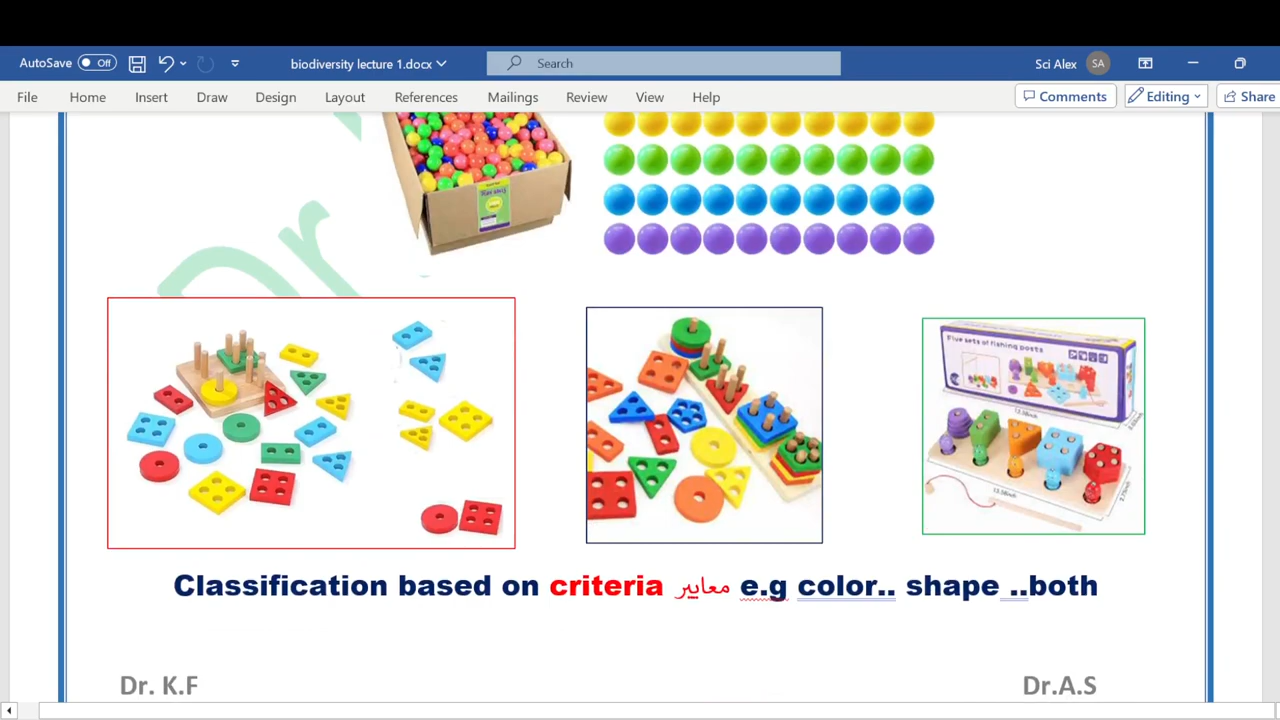 AutoSave Off biodiversity lecture 1.docx Search Sci Alex SA
File Home Insert Draw Design Layout References Mailings Review View Help Comments Editing Share
Dr.
Five sets of fishing posts
Classification based on criteria معايير e.g color.. shape ..both
Dr. K.F Dr.A.S